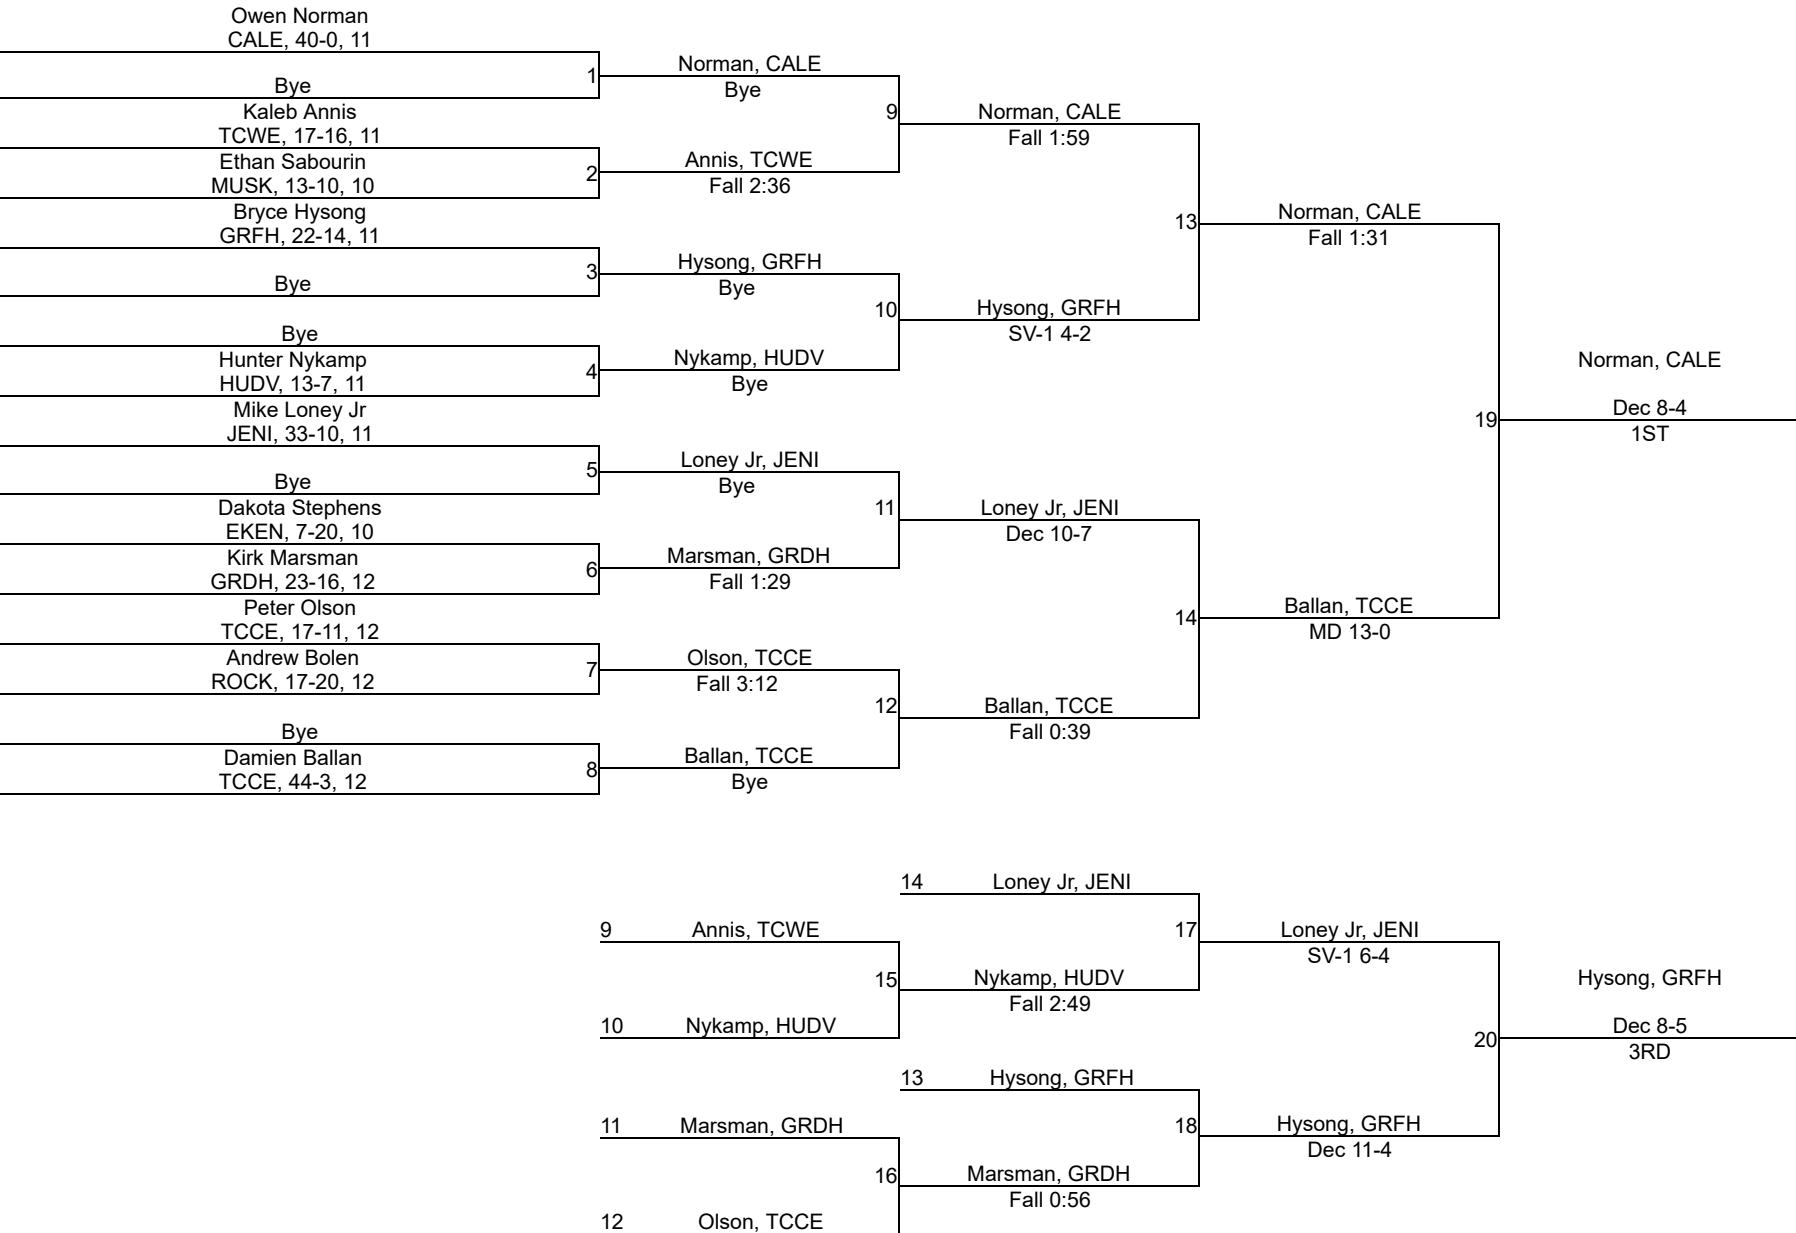 Owen Norman
CALE, 40-0, 11
Bye
1
Kaleb Annis
TCWE, 17-16, 11
Ethan Sabourin
MUSK, 13-10, 10
2
Bryce Hysong
GRFH, 22-14, 11
Bye
3
Bye
Hunter Nykamp
HUDV, 13-7, 11
4
Mike Loney Jr
JENI, 33-10, 11
Bye
5
Dakota Stephens
EKEN, 7-20, 10
Kirk Marsman
GRDH, 23-16, 12
6
Peter Olson
TCCE, 17-11, 12
Andrew Bolen
ROCK, 17-20, 12
7
Bye
Damien Ballan
TCCE, 44-3, 12
8
Norman, CALE
Bye
9
Annis, TCWE
Fall 2:36
Hysong, GRFH
Bye
10
Nykamp, HUDV
Bye
Loney Jr, JENI
Bye
11
Marsman, GRDH
Fall 1:29
Olson, TCCE
Fall 3:12
12
Ballan, TCCE
Bye
Norman, CALE
Fall 1:59
13
Hysong, GRFH
SV-1 4-2
Loney Jr, JENI
Dec 10-7
14
Ballan, TCCE
Fall 0:39
Norman, CALE
Fall 1:31
19
Ballan, TCCE
MD 13-0
Norman, CALE
Dec 8-4
1ST
14 Loney Jr, JENI
9 Annis, TCWE
15
10 Nykamp, HUDV
Nykamp, HUDV
Fall 2:49
17
13 Hysong, GRFH
11 Marsman, GRDH
16
12 Olson, TCCE
Marsman, GRDH
Fall 0:56
18
Loney Jr, JENI
SV-1 6-4
20
Hysong, GRFH
Dec 11-4
Hysong, GRFH
Dec 8-5
3RD